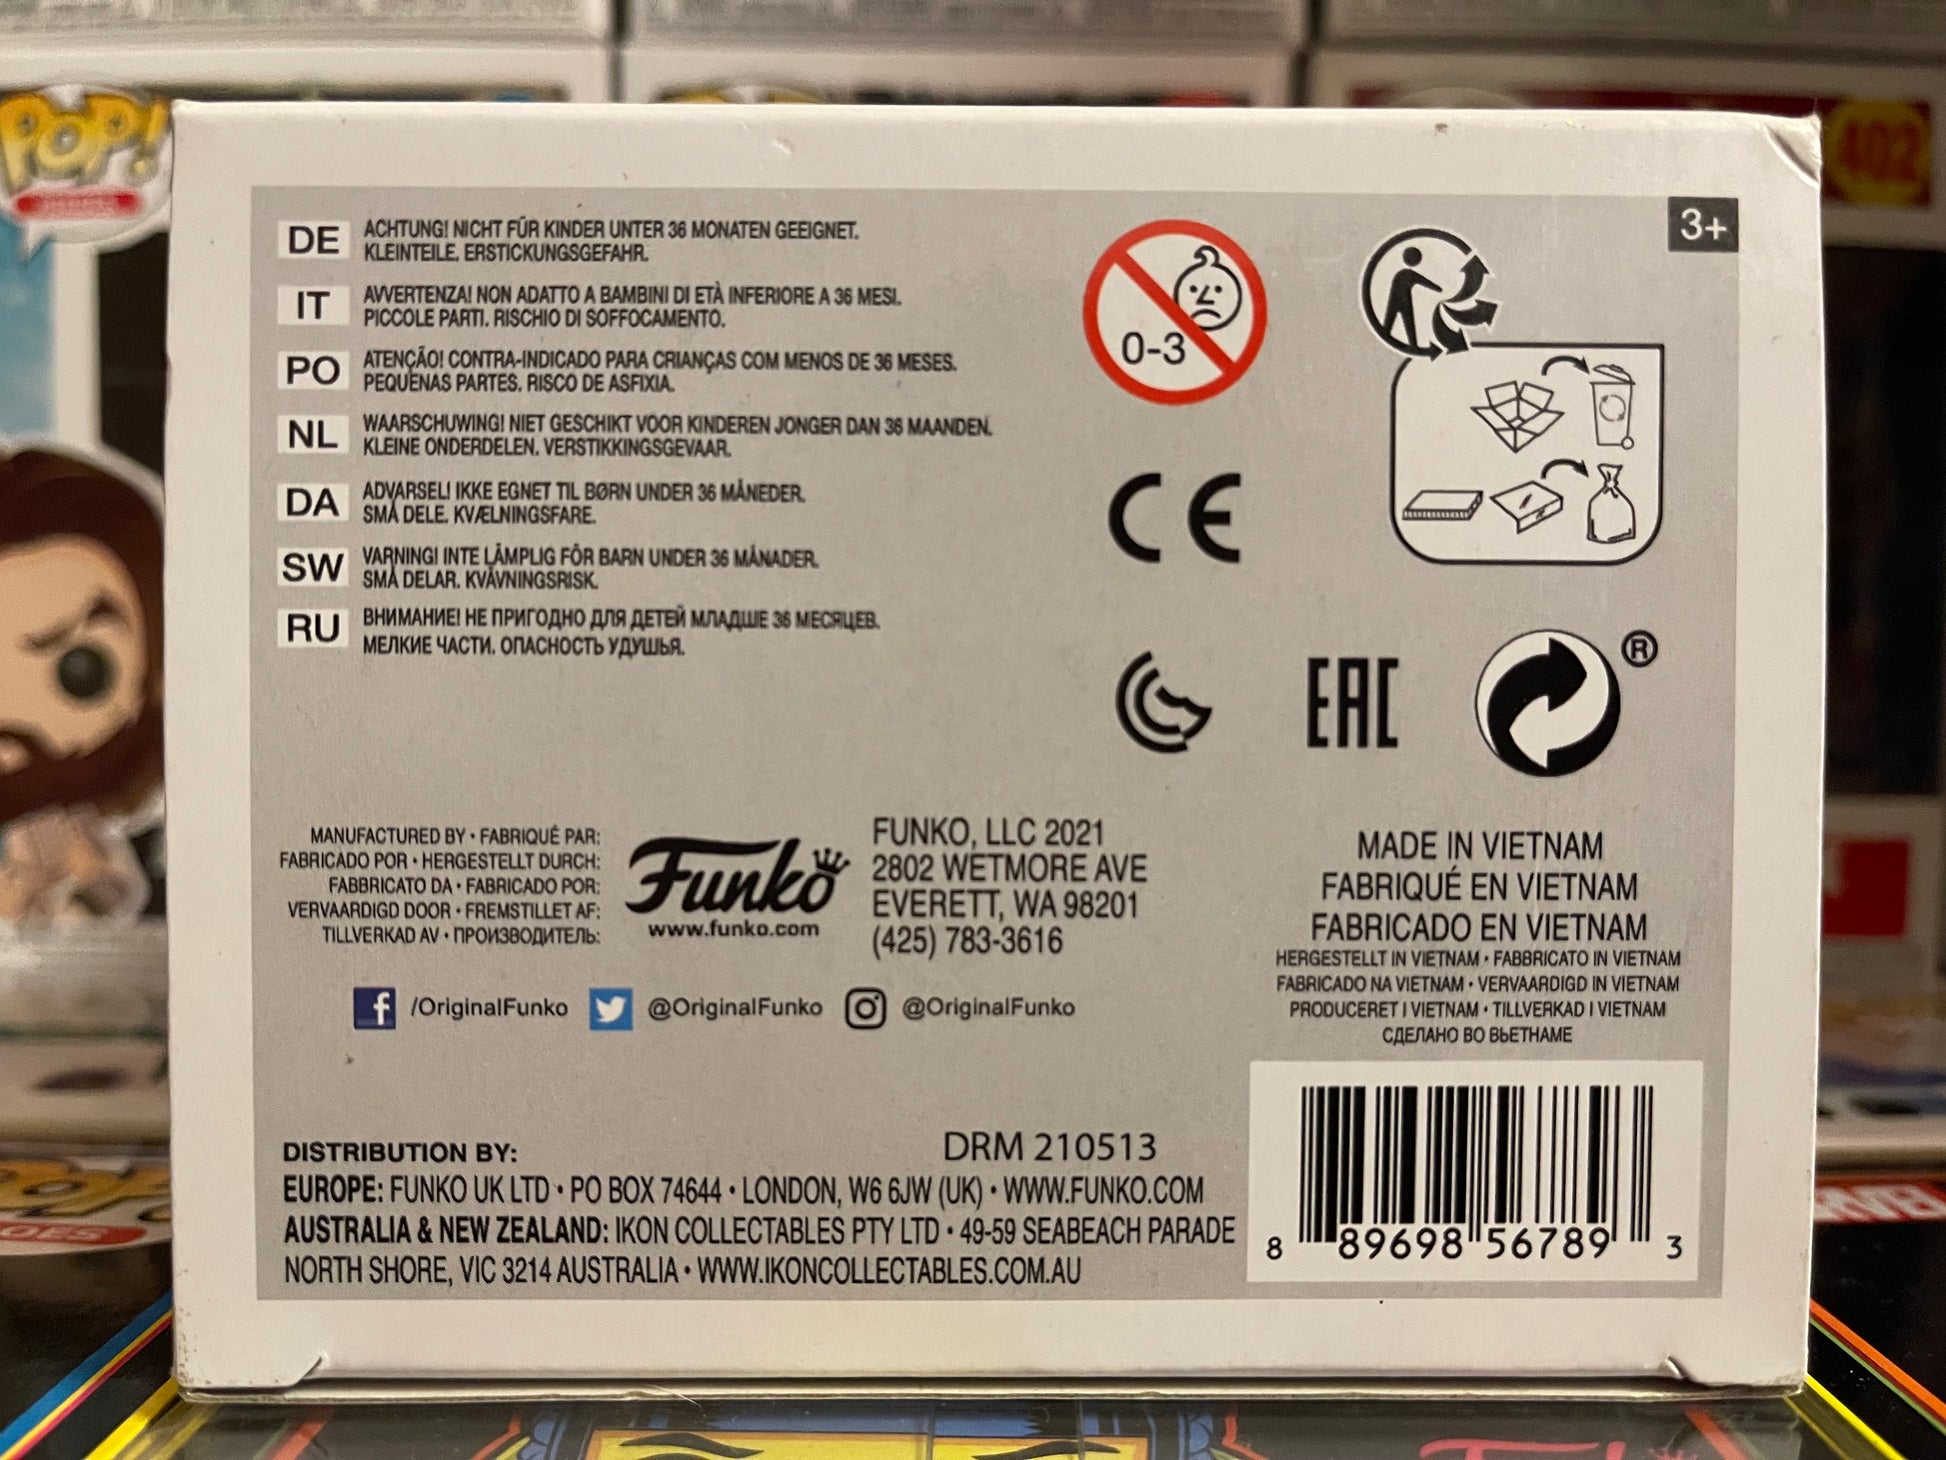 POP!
402
3+
DE
ACHTUNG! NICHT FÜR KINDER UNTER 36 MONATEN GEEIGNET.
KLEINTEILE. ERSTICKUNGSGEFAHR.
IT
AVVERTENZA! NON ADATTO A BAMBINI DI ETÀ INFERIORE A 36 MESI.
PICCOLE PARTI. RISCHIO DI SOFFOCAMENTO.
PO
ATENÇÃO! CONTRA-INDICADO PARA CRIANÇAS COM MENOS DE 36 MESES.
PEQUENAS PARTES. RISCO DE ASFIXIA.
NL
WAARSCHUWING! NIET GESCHIKT VOOR KINDEREN JONGER DAN 36 MAANDEN.
KLEINE ONDERDELEN. VERSTIKKINGSGEVAAR.
DA
ADVARSEL! IKKE EGNET TIL BØRN UNDER 36 MÅNEDER.
SMÅ DELE. KVÆLNINGSFARE.
SW
VARNING! INTE LÄMPLIG FÖR BARN UNDER 36 MÅNADER.
SMÅ DELAR. KVÄVNINGSRISK.
RU
ВНИМАНИЕ! НЕ ПРИГОДНО ДЛЯ ДЕТЕЙ МЛАДШЕ 36 МЕСЯЦЕВ.
МЕЛКИЕ ЧАСТИ. ОПАСНОСТЬ УДУШЬЯ.
0-3
CE
EAC
®
MANUFACTURED BY • FABRIQUÉ PAR:
FABRICADO POR • HERGESTELLT DURCH:
FABBRICATO DA • FABRICADO POR:
VERVAARDIGD DOOR • FREMSTILLET AF:
TILLVERKAD AV • ПРОИЗВОДИТЕЛЬ:
Funko
www.funko.com
FUNKO, LLC 2021
2802 WETMORE AVE
EVERETT, WA 98201
(425) 783-3616
MADE IN VIETNAM
FABRIQUÉ EN VIETNAM
FABRICADO EN VIETNAM
HERGESTELLT IN VIETNAM • FABBRICATO IN VIETNAM
FABRICADO NA VIETNAM • VERVAARDIGD IN VIETNAM
PRODUCERET I VIETNAM • TILLVERKAD I VIETNAM
СДЕЛАНО ВО ВЬЕТНАМЕ
f /OriginalFunko @OriginalFunko @OriginalFunko
DRM 210513
DISTRIBUTION BY:
EUROPE: FUNKO UK LTD • PO BOX 74644 • LONDON, W6 6JW (UK) • WWW.FUNKO.COM
AUSTRALIA & NEW ZEALAND: IKON COLLECTABLES PTY LTD • 49-59 SEABEACH PARADE
NORTH SHORE, VIC 3214 AUSTRALIA • WWW.IKONCOLLECTABLES.COM.AU
8 89698 56789 3